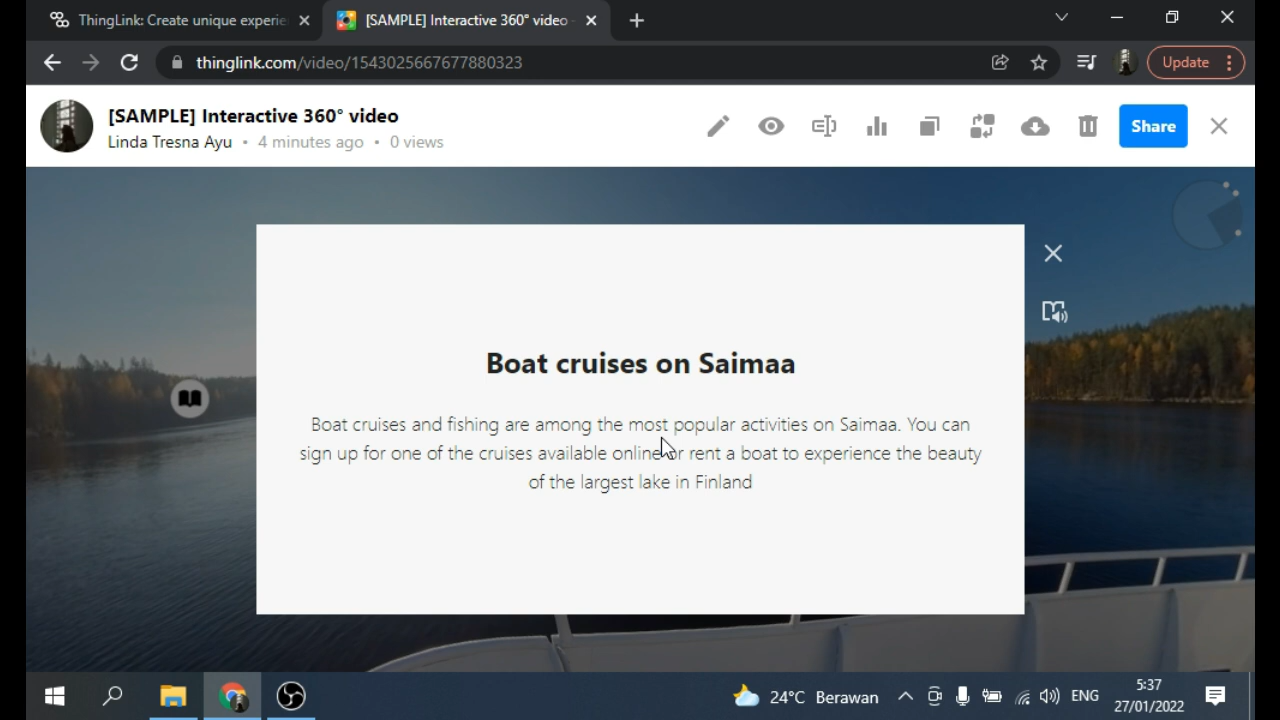 ThingLink: Create unique experie
[SAMPLE] Interactive 360° video
thinglink.com/video/1543025667677880323
Update
[SAMPLE] Interactive 360° video
Linda Tresna Ayu • 4 minutes ago • 0 views
Share
Boat cruises on Saimaa
Boat cruises and fishing are among the most popular activities on Saimaa. You can
sign up for one of the cruises available online or rent a boat to experience the beauty
of the largest lake in Finland
24°C Berawan
ENG
5:37
27/01/2022